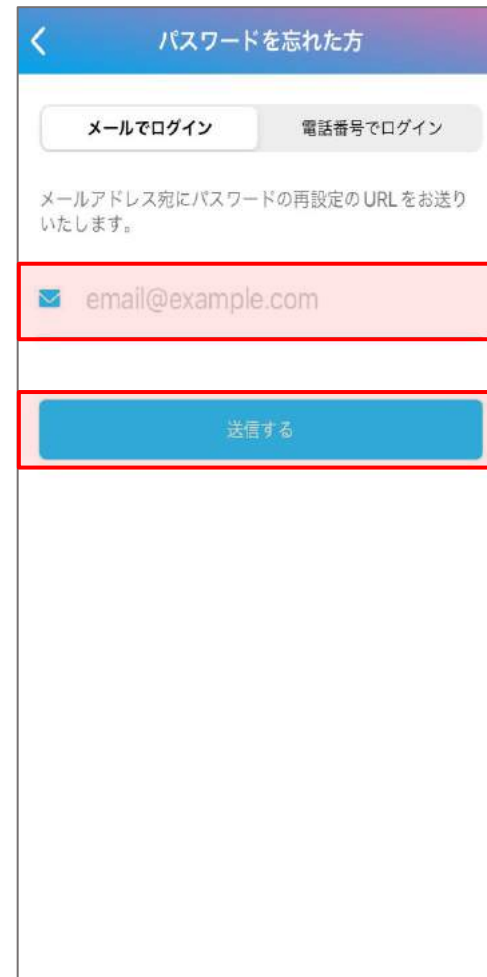 パスワードを忘れた方
メールでログイン 電話番号でログイン
メールアドレス宛にパスワードの再設定のURLをお送り
いたします。
email@example.com
送信する